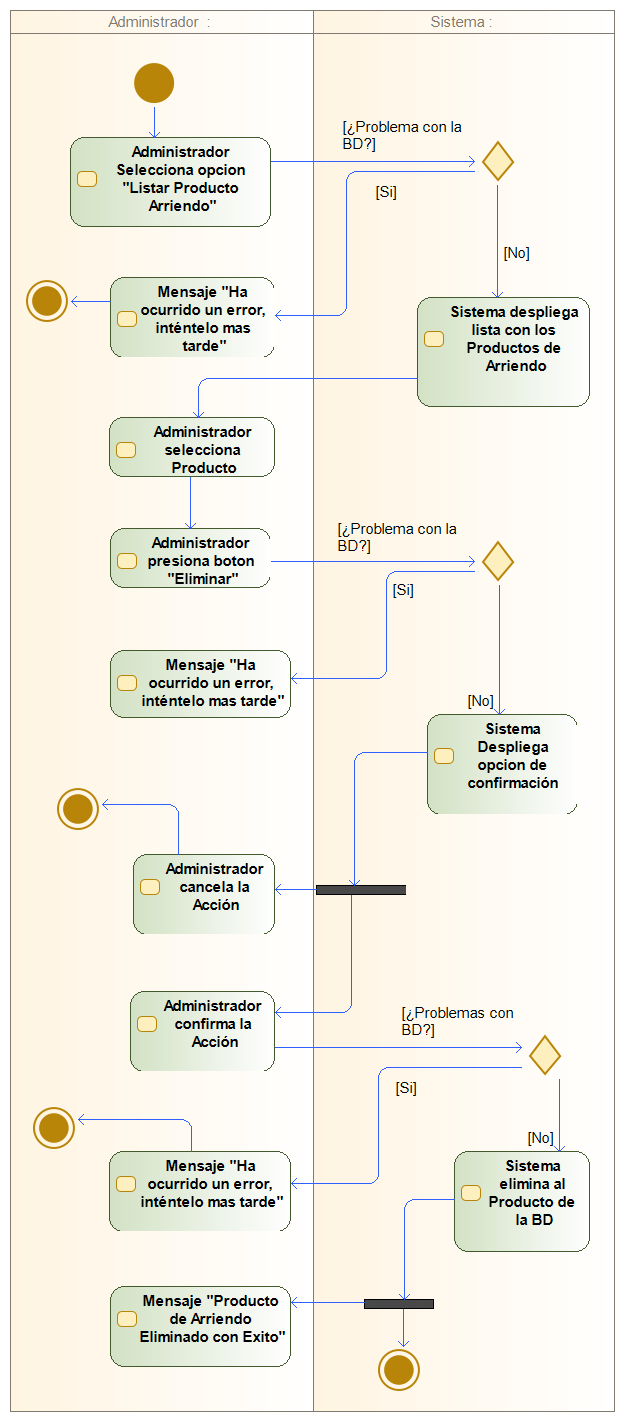 Administrador :
Sistema :
[¿Problema con la
BD?]
Administrador
Selecciona opcion
"Listar Producto
Arriendo"
[Si]
[No]
Mensaje "Ha
ocurrido un error,
inténtelo mas
tarde"
Sistema despliega
lista con los
Productos de
Arriendo
Administrador
selecciona
Producto
[¿Problema con la
BD?]
Administrador
presiona boton
"Eliminar"
[Si]
Mensaje "Ha
ocurrido un error,
inténtelo mas tarde"
[No]
Sistema
Despliega
opcion de
confirmación
Administrador
cancela la
Acción
Administrador
confirma la
Acción
[¿Problemas con
BD?]
[Si]
[No]
Mensaje "Ha
ocurrido un error,
inténtelo mas tarde"
Sistema
elimina al
Producto de
la BD
Mensaje "Producto
de Arriendo
Eliminado con Exito"